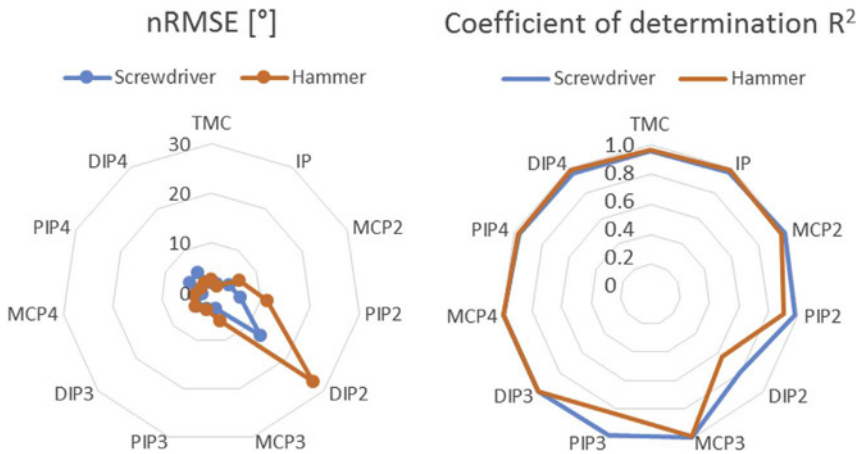 nRMSE [°]
Screwdriver
Hammer
TMC
IP
MCP2
PIP2
DIP2
MCP3
PIP3
DIP3
MCP4
PIP4
DIP4
30
20
10
0
Coefficient of determination R²
Screwdriver
Hammer
TMC
IP
MCP2
PIP2
DIP2
MCP3
PIP3
DIP3
MCP4
PIP4
DIP4
1.0
0.8
0.6
0.4
0.2
0